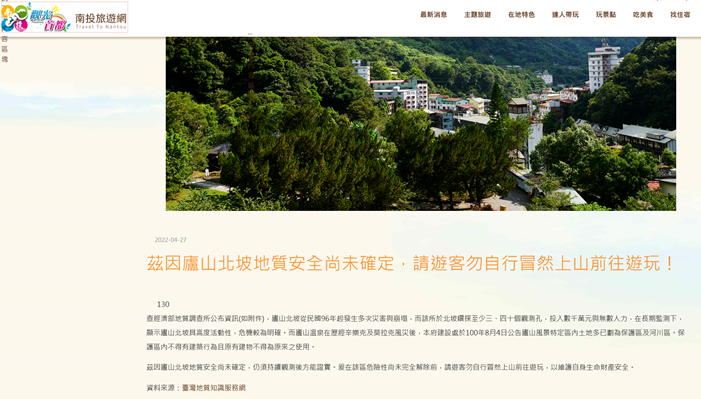 觀光首都
南投旅遊網
Travel To Nantou
最新消息 主題旅遊 在地特色 達人帶玩 玩景點 吃美食 找住宿
容
區
塊
2022-04-27
茲因廬山北坡地質安全尚未確定，請遊客勿自行冒然上山前往遊玩！
130
查經濟部地質調查所公布資訊(如附件)，廬山北坡從民國96年起發生多次災害與崩塌，而該所於北坡鑽探至少三、四十個觀測孔，投入數千萬元與無數人力，在長期監測下，
顯示廬山北坡具高度活動性，危機較為明確。而廬山溫泉在歷經辛樂克及莫拉克風災後，本府建設處於100年8月4日公告廬山風景特定區內土地多已劃為保護區及河川區。保
護區內不得有建築行為且原有建物不得為原來之使用。
茲因廬山北坡地質安全尚未確定，仍須持續觀測後方能證實。爰在該區危險性尚未完全解除前，請遊客勿自行冒然上山前往遊玩，以維護自身生命財產安全。
資料來源：臺灣地質知識服務網